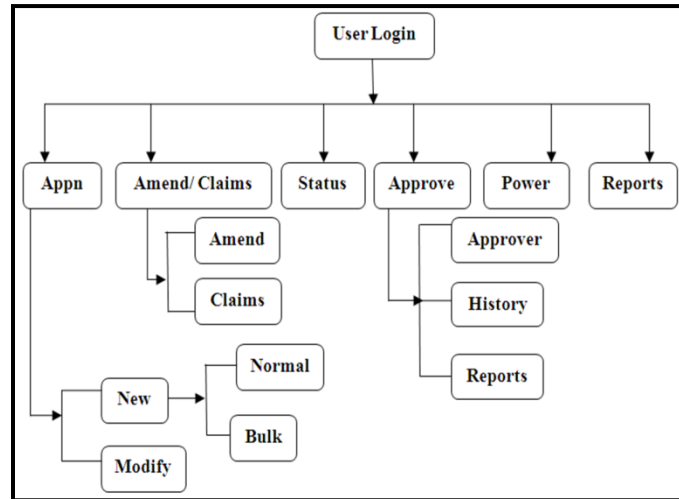 User Login
Appn
Amend/ Claims
Status
Approve
Power
Reports
Amend
Claims
Approver
History
Reports
New
Modify
Normal
Bulk